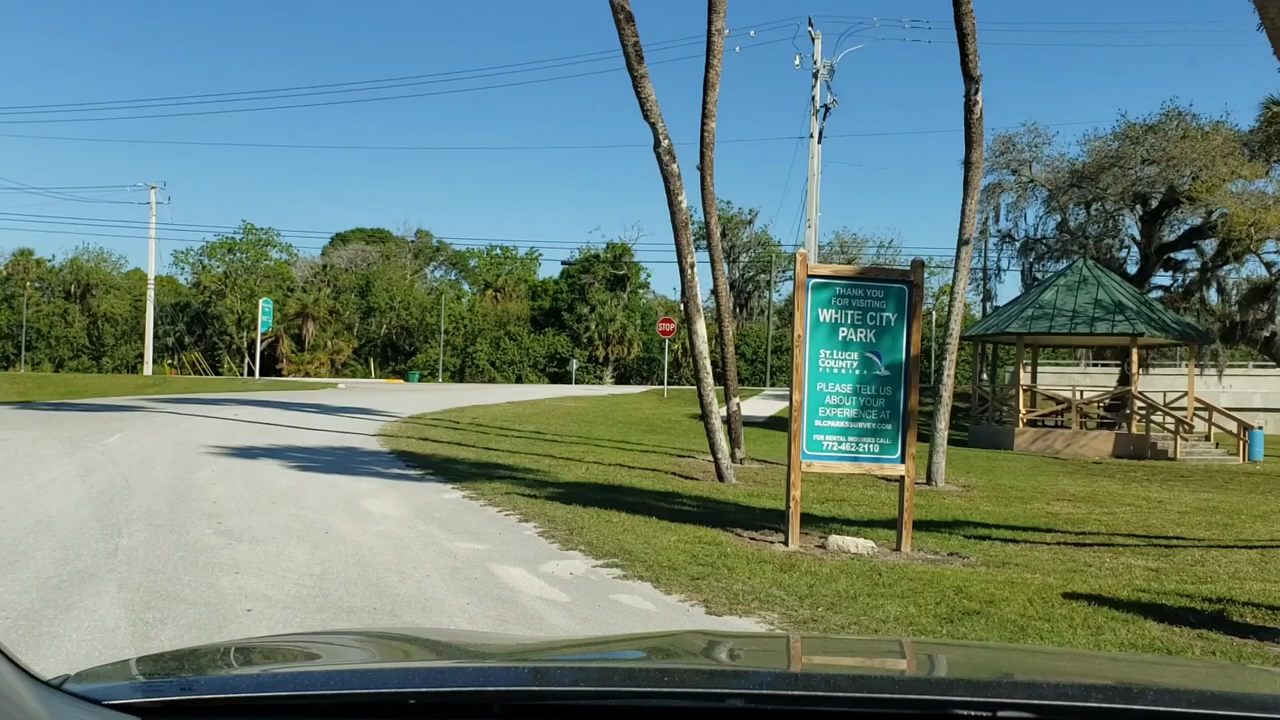 THANK YOU
FOR VISITING
WHITE CITY
PARK
ST. LUCIE
COUNTY
FLORIDA
PLEASE TELL US
ABOUT YOUR
EXPERIENCE AT
SLCPARKSSURVEY.COM
FOR RENTAL INQUIRIES CALL:
772-462-2110
STOP